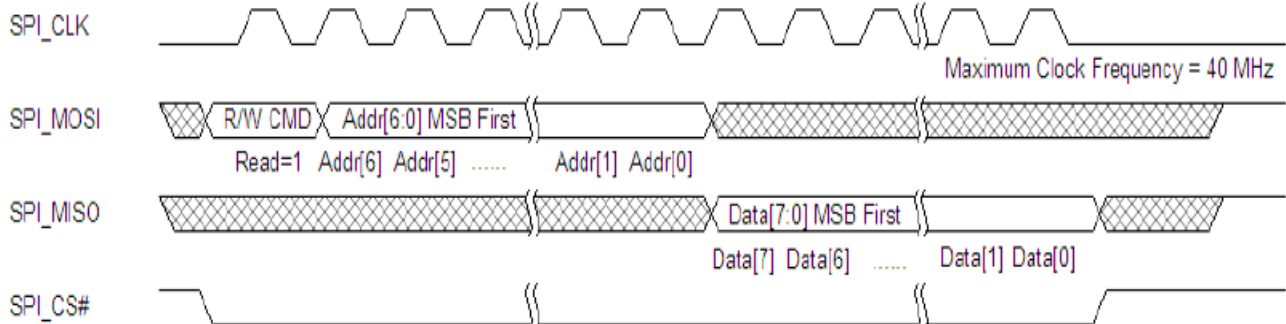 SPI_CLK
Maximum Clock Frequency = 40 MHz
SPI_MOSI R/W CMD Addr[6:0] MSB First
Read=1 Addr[6] Addr[5] ...... Addr[1] Addr[0]
SPI_MISO Data[7:0] MSB First
Data[7] Data[6] ...... Data[1] Data[0]
SPI_CS#